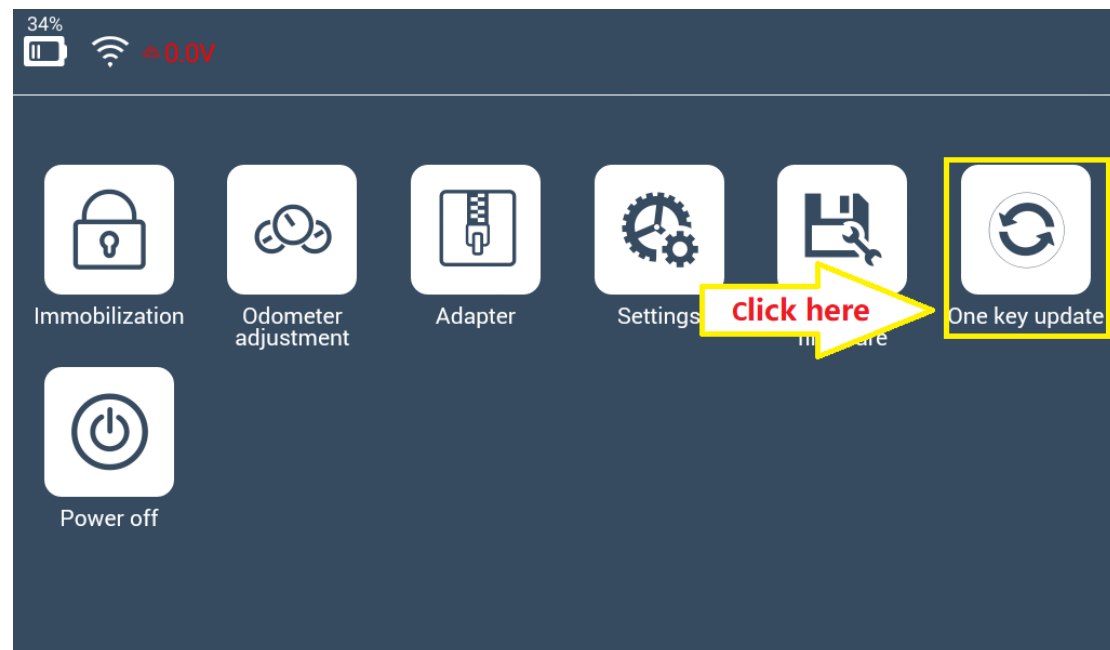 34%
0.0V
Immobilization
Odometer
adjustment
Adapter
Settings
Click here
One key update
Power off